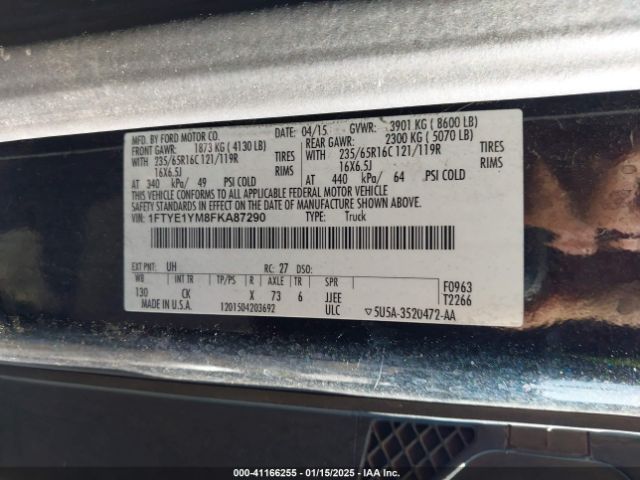 MFD. BY FORD MOTOR CO. DATE: 04/15 GVWR: 3901 KG ( 8600 LB)
FRONT GAWR: 1873 KG ( 4130 LB) REAR GAWR: 2300 KG ( 5070 LB)
WITH 235/65R16C 121/119R TIRES WITH 235/65R16C 121/119R TIRES
16X6.5J RIMS 16X6.5J RIMS
AT 340 kPa/ 49 PSI COLD AT 440 kPa/ 64 PSI COLD
THIS VEHICLE CONFORMS TO ALL APPLICABLE FEDERAL MOTOR VEHICLE
SAFETY STANDARDS IN EFFECT ON THE DATE OF MANUFACTURE SHOWN ABOVE.
VIN: 1FTYE1YM8FKA87290 TYPE: Truck
EXT PNT: UH RC: 27 DSO:
WB INT TR TP/PS R AXLE TR SPR F0963
130 CK X 73 6 JJEE T2266
MADE IN U.S.A. 1201504203692 ULC ▽5U5A-3520472-AA
000-41166255 - 01/15/2025 - IAA Inc.